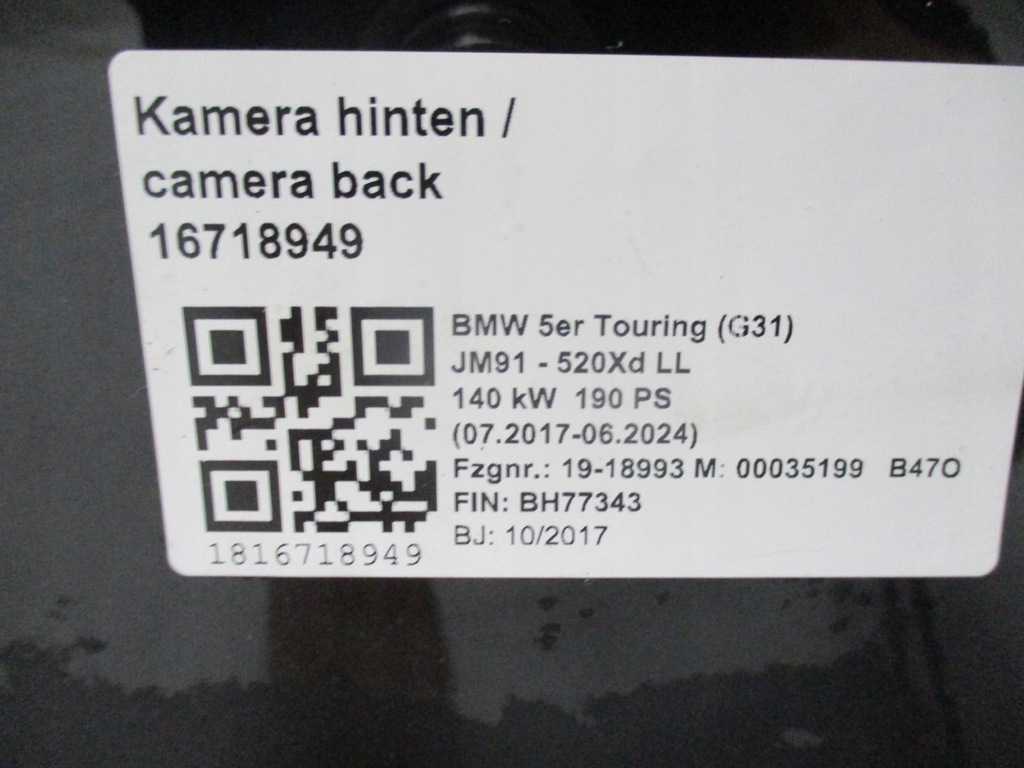 Kamera hinten /
camera back
16718949
BMW 5er Touring (G31)
JM91 - 520Xd LL
140 kW 190 PS
(07.2017-06.2024)
Fzgnr.: 19-18993 M: 00035199 B47O
FIN: BH77343
BJ: 10/2017
1816718949